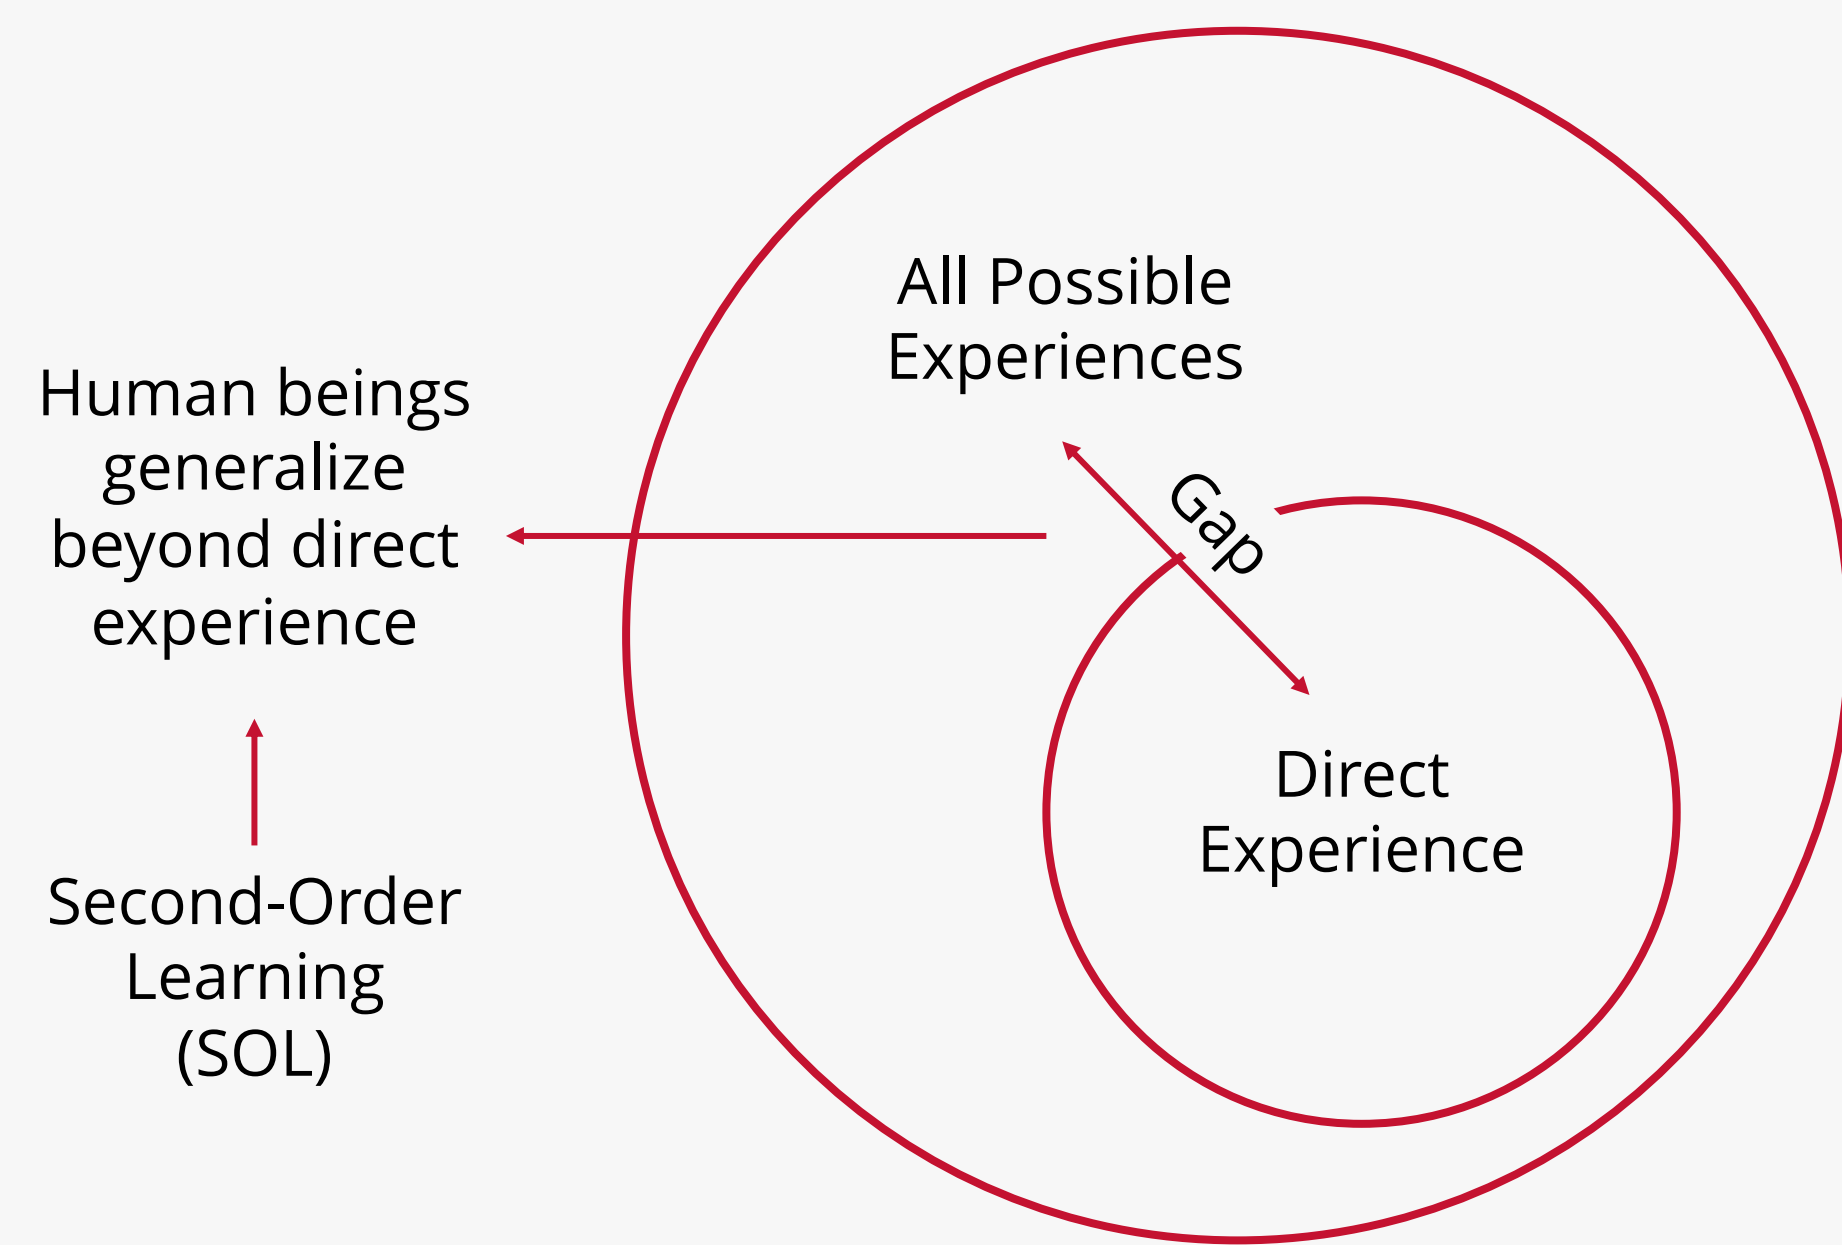 All Possible
Experiences
Gap
Human beings
generalize
beyond direct
experience
Direct
Experience
Second-Order
Learning
(SOL)